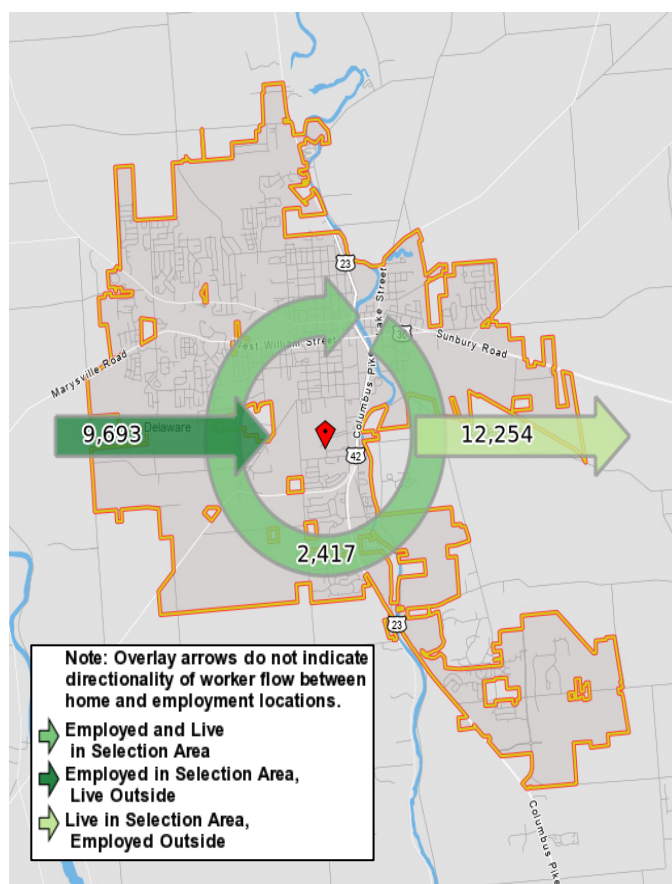 23
Lake Street
36
Sunbury Road
West William Street
Marysville Road
Columbus Pike
9,693
Delaware
12,254
42
2,417
23
Note: Overlay arrows do not indicate
directionality of worker flow between
home and employment locations.
Employed and Live
in Selection Area
Employed in Selection Area,
Live Outside
Live in Selection Area,
Employed Outside
Columbus Pike